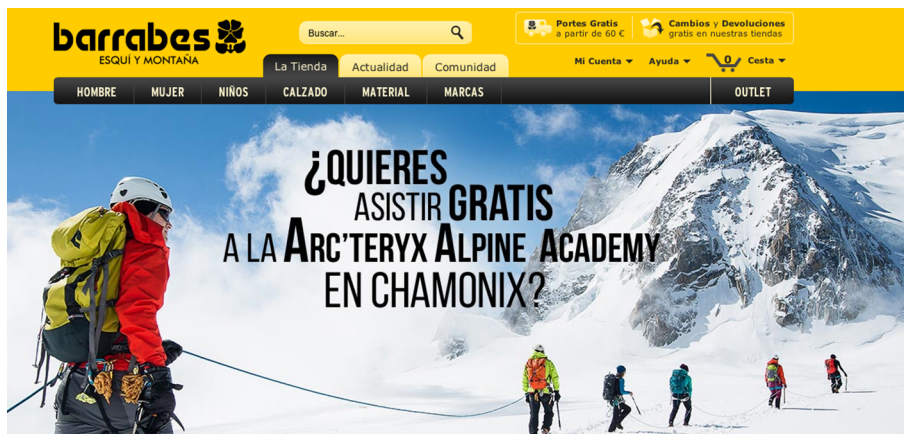 barrabes
ESQUÍ Y MONTAÑA
Buscar...
Portes Gratis
a partir de 60 €
Cambios y Devoluciones
gratis en nuestras tiendas
La Tienda
Actualidad
Comunidad
Mi Cuenta
Ayuda
0
Cesta
HOMBRE
MUJER
NIÑOS
CALZADO
MATERIAL
MARCAS
OUTLET
¿QUIERES
ASISTIR GRATIS
A LA ARC'TERYX ALPINE ACADEMY
EN CHAMONIX?